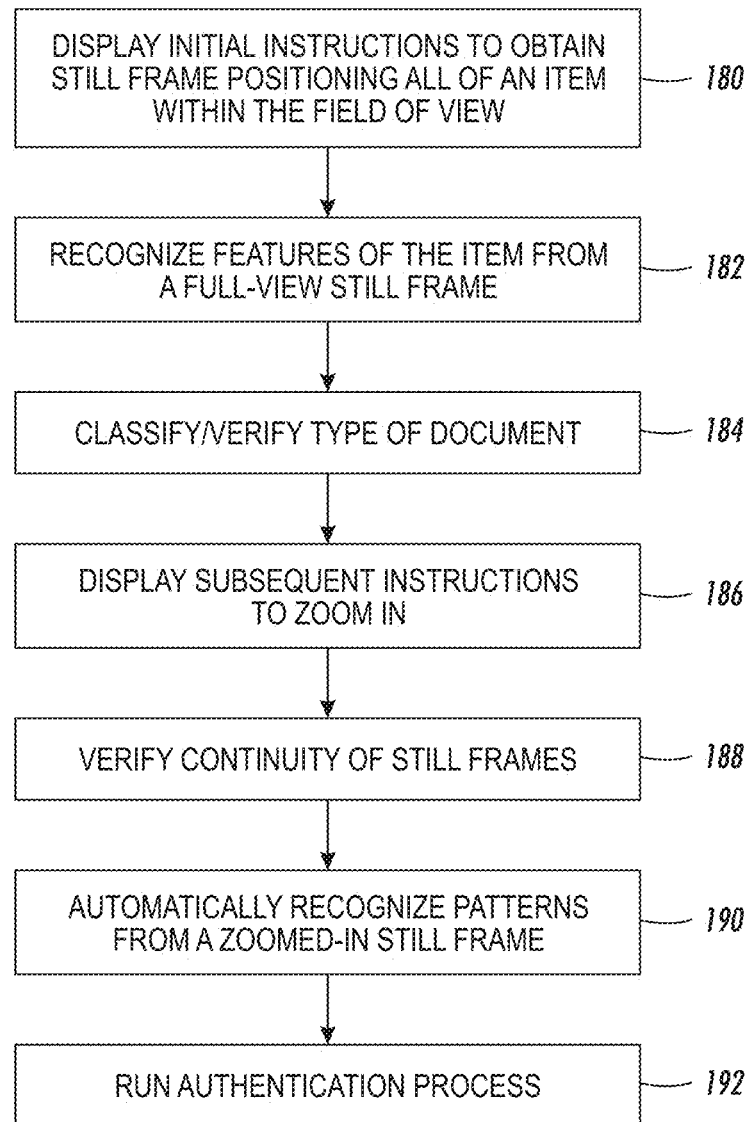 DISPLAY INITIAL INSTRUCTIONS TO OBTAIN
STILL FRAME POSITIONING ALL OF AN ITEM
WITHIN THE FIELD OF VIEW
180
RECOGNIZE FEATURES OF THE ITEM FROM
A FULL-VIEW STILL FRAME
182
CLASSIFY/VERIFY TYPE OF DOCUMENT
184
DISPLAY SUBSEQUENT INSTRUCTIONS
TO ZOOM IN
186
VERIFY CONTINUITY OF STILL FRAMES
188
AUTOMATICALLY RECOGNIZE PATTERNS
FROM A ZOOMED-IN STILL FRAME
190
RUN AUTHENTICATION PROCESS
192